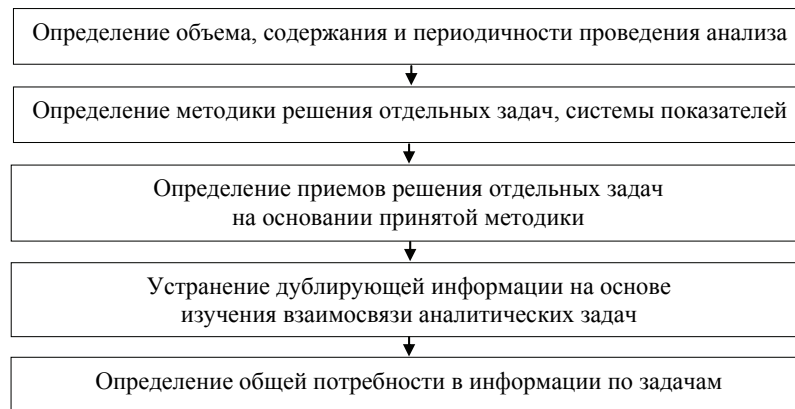 Определение объема, содержания и периодичности проведения анализа
Определение методики решения отдельных задач, системы показателей
Определение приемов решения отдельных задач
на основании принятой методики
Устранение дублирующей информации на основе
изучения взаимосвязи аналитических задач
Определение общей потребности в информации по задачам